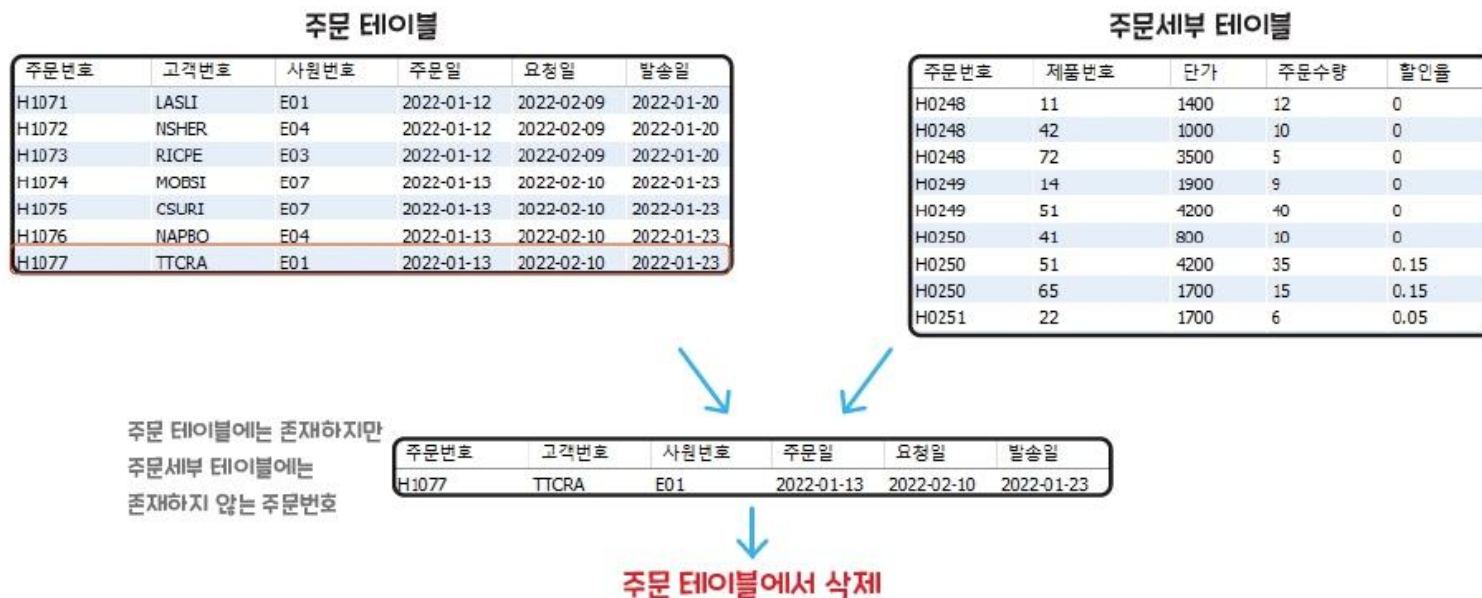 주문 테이블
주문번호 고객번호 사원번호 주문일 요청일 발송일
H1071 LASLI E01 2022-01-12 2022-02-09 2022-01-20
H1072 NSHER E04 2022-01-12 2022-02-09 2022-01-20
H1073 RICPE E03 2022-01-12 2022-02-09 2022-01-20
H1074 MOBSI E07 2022-01-13 2022-02-10 2022-01-23
H1075 CSURI E07 2022-01-13 2022-02-10 2022-01-23
H1076 NAPBO E04 2022-01-13 2022-02-10 2022-01-23
H1077 TTCRA E01 2022-01-13 2022-02-10 2022-01-23
주문세부 테이블
주문번호 제품번호 단가 주문수량 할인율
H0248 11 1400 12 0
H0248 42 1000 10 0
H0248 72 3500 5 0
H0249 14 1900 9 0
H0249 51 4200 40 0
H0250 41 800 10 0
H0250 51 4200 35 0.15
H0250 65 1700 15 0.15
H0251 22 1700 6 0.05
주문 테이블에는 존재하지만
주문세부 테이블에는
존재하지 않는 주문번호
주문번호 고객번호 사원번호 주문일 요청일 발송일
H1077 TTCRA E01 2022-01-13 2022-02-10 2022-01-23
주문 테이블에서 삭제